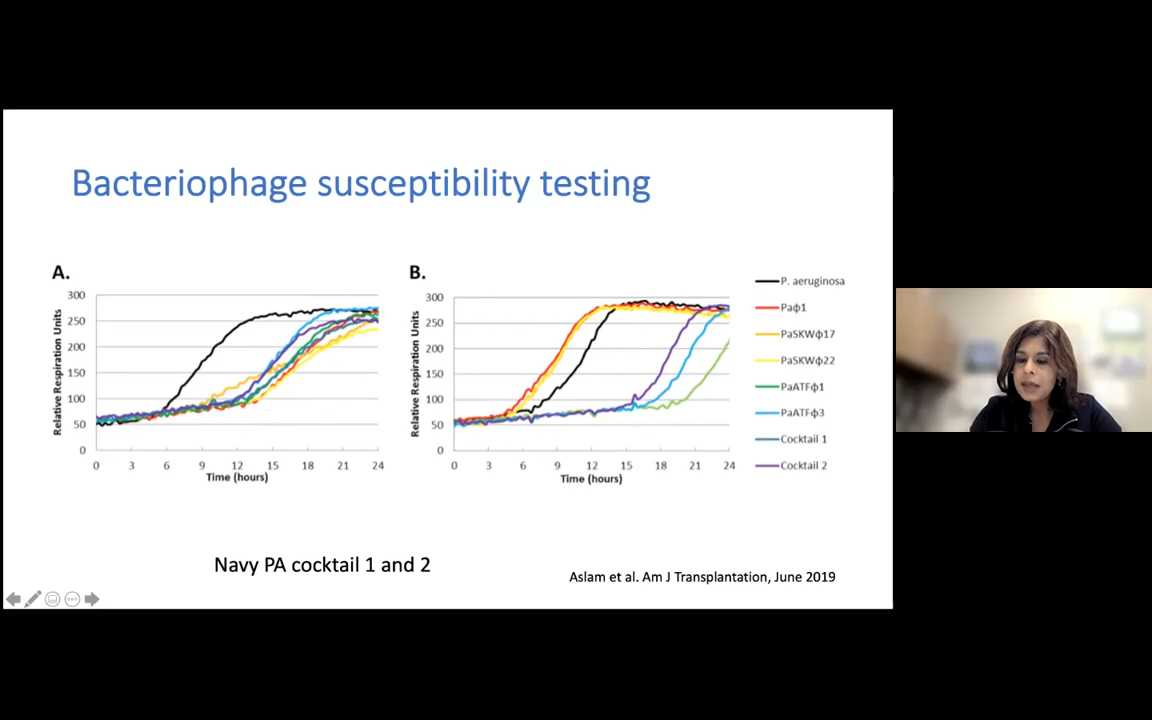 Bacteriophage susceptibility testing
A.
300
250
200
150
100
50
0
Relative Respiration Units
0 3 6 9 12 15 18 21 24
Time (hours)
B.
300
250
200
150
100
50
0
Relative Respiration Units
0 3 6 9 12 15 18 21 24
Time (hours)
P. aeruginosa
Paφ1
PaSKWφ17
PaSKWφ22
PaATFφ1
PaATFφ3
Cocktail 1
Cocktail 2
Navy PA cocktail 1 and 2
Aslam et al. Am J Transplantation, June 2019